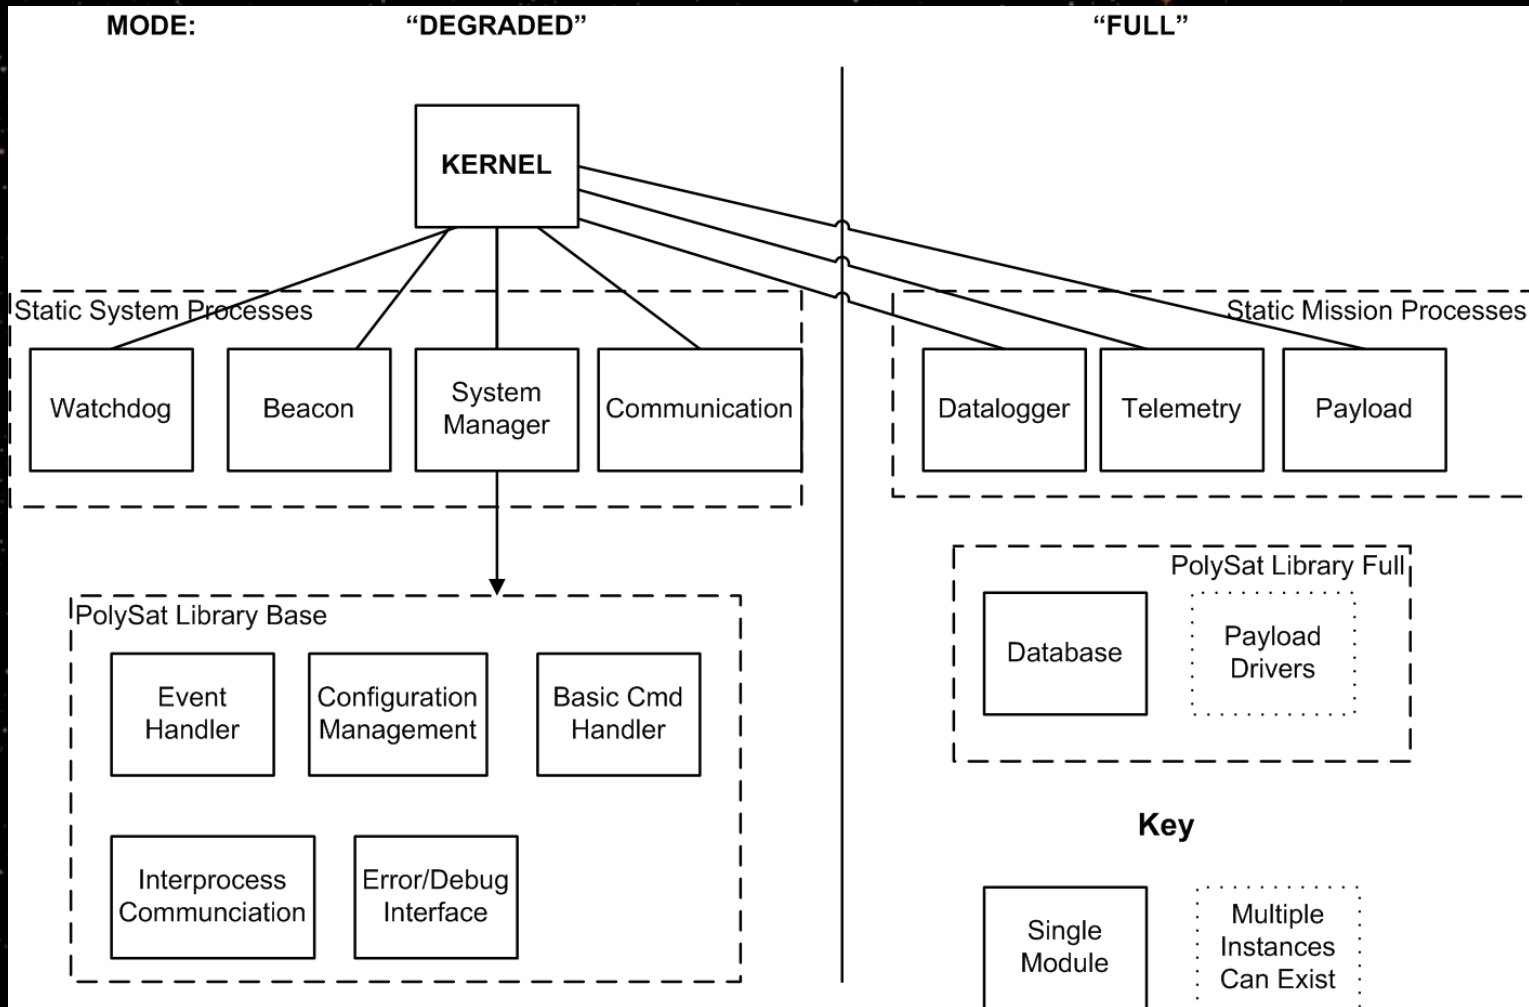 MODE: “DEGRADED” “FULL”
KERNEL
Static System Processes
Watchdog
Beacon
System
Manager
Communication
Static Mission Processes
Datalogger
Telemetry
Payload
PolySat Library Base
Event
Handler
Configuration
Management
Basic Cmd
Handler
Interprocess
Communciation
Error/Debug
Interface
PolySat Library Full
Database
Payload
Drivers
Key
Single
Module
Multiple
Instances
Can Exist